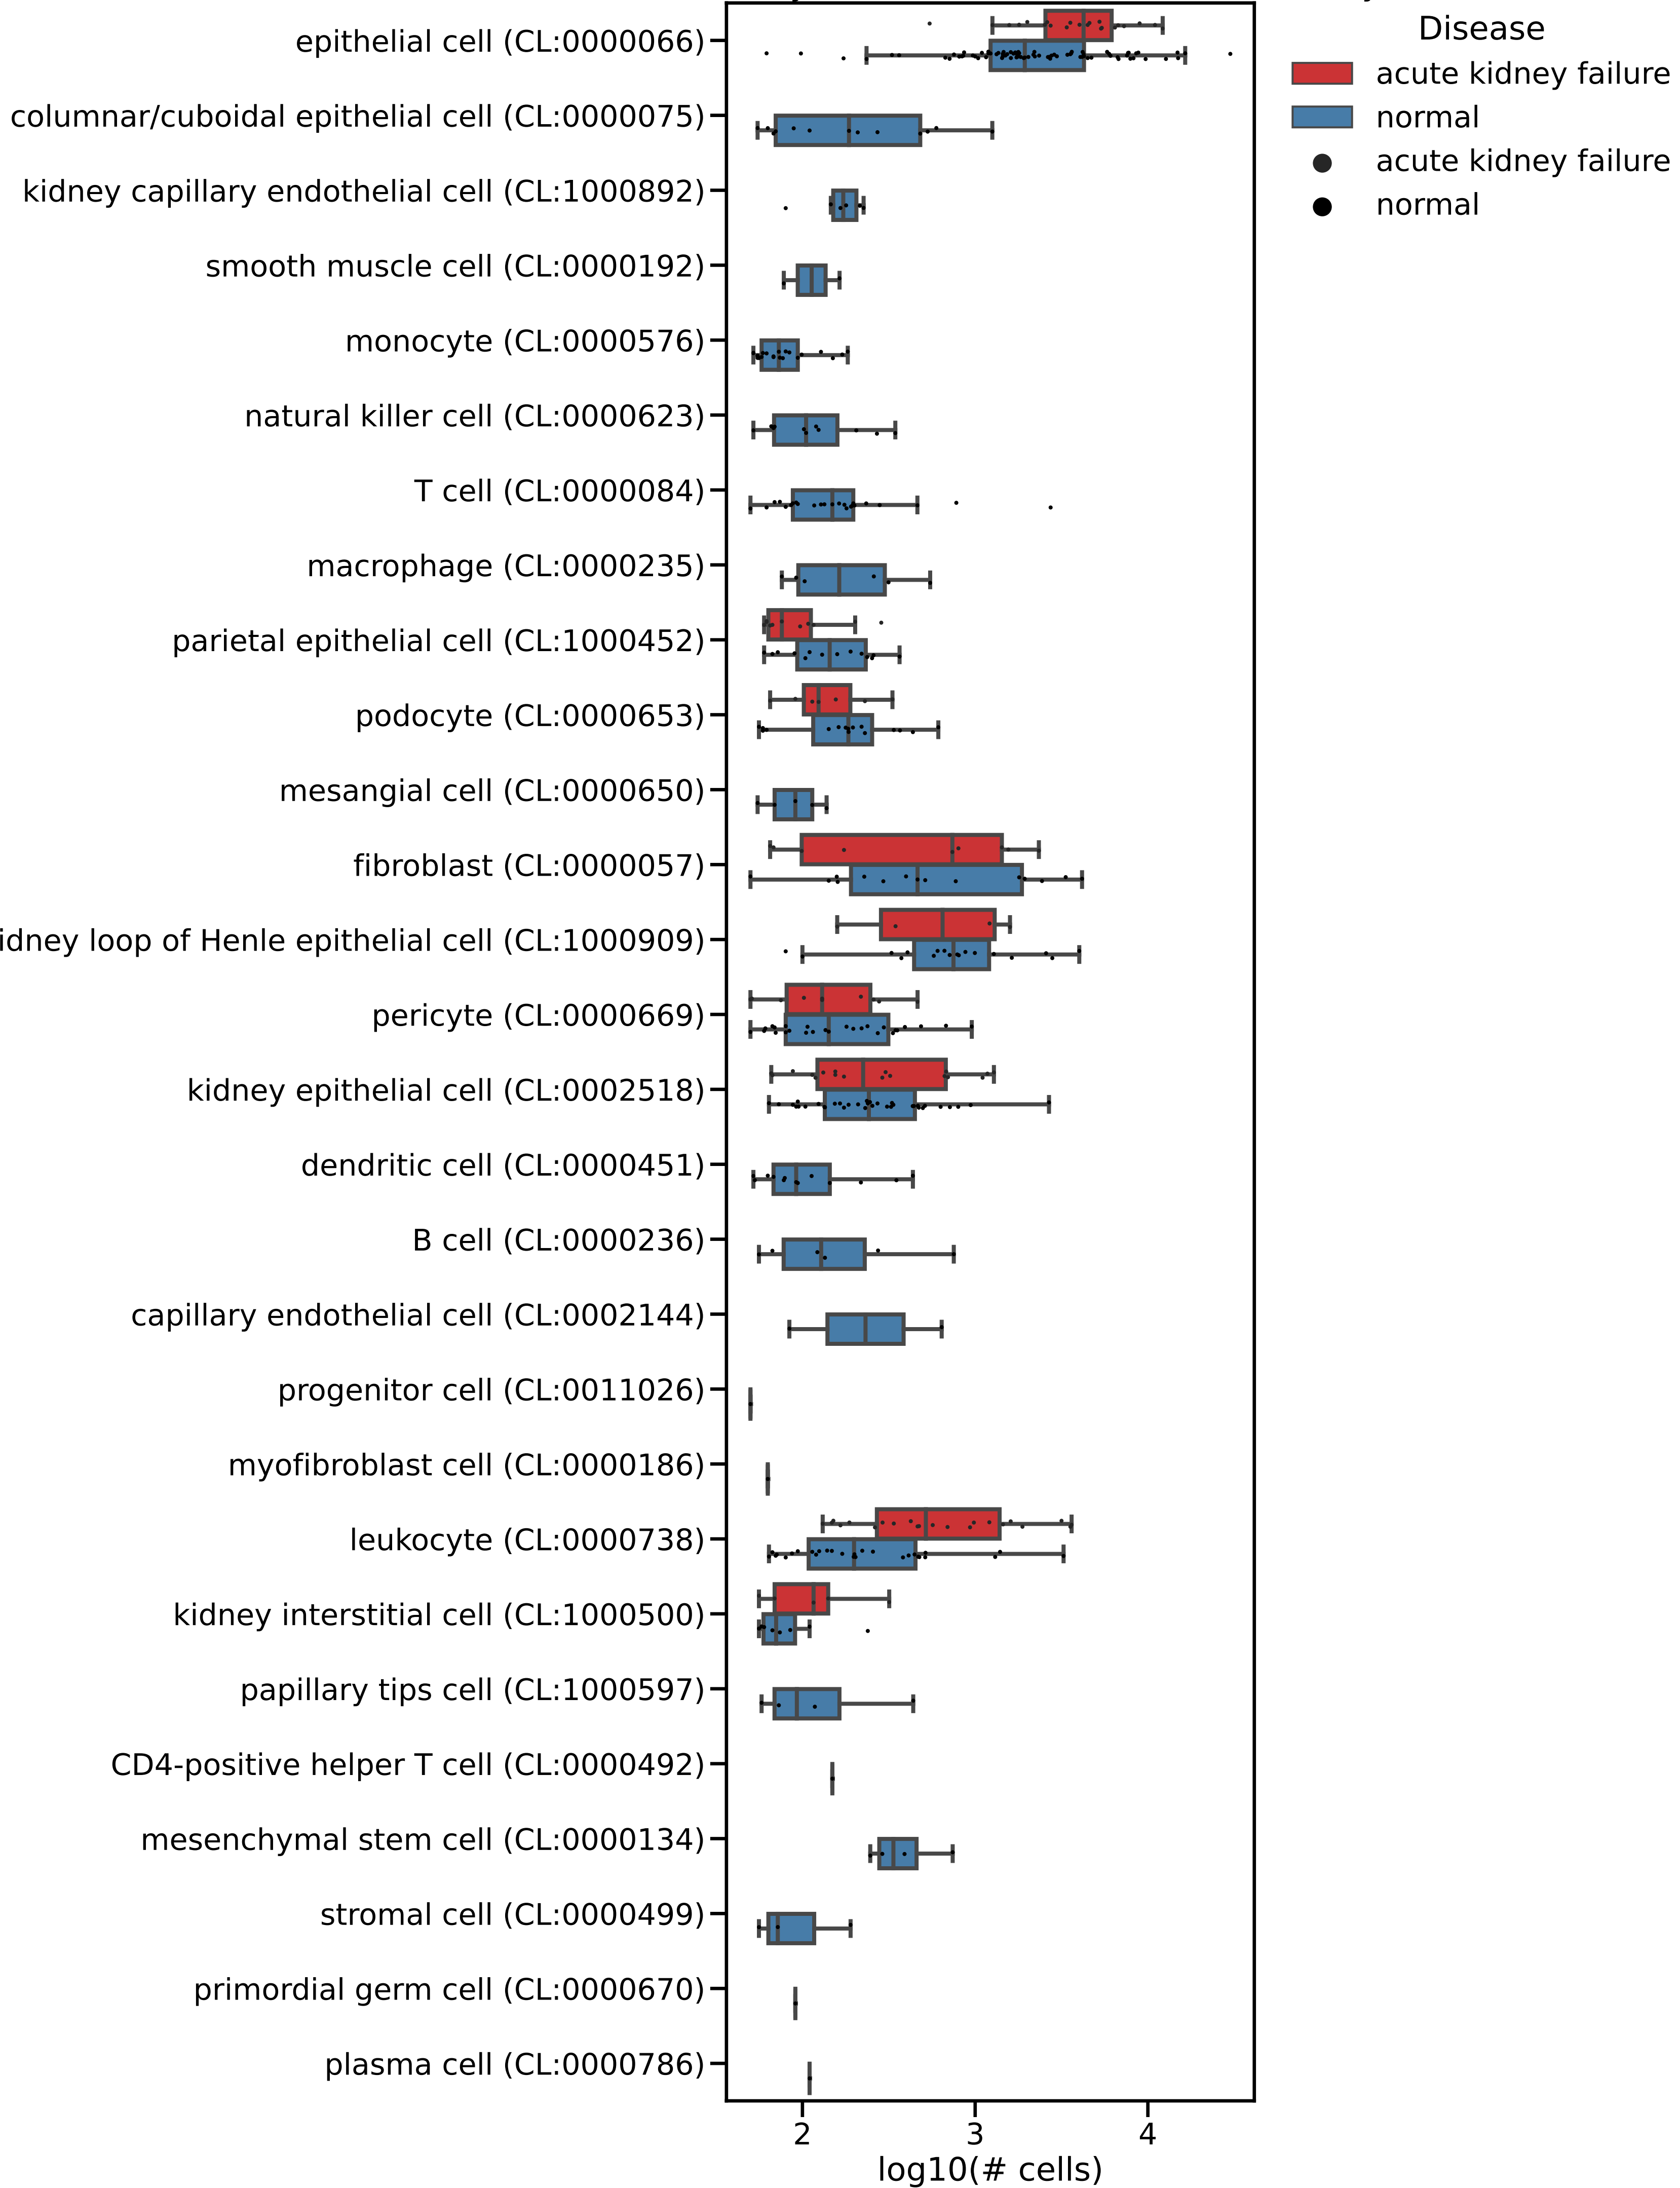 Disease
acute kidney failure
normal
acute kidney failure
normal
epithelial cell (CL:0000066)
columnar/cuboidal epithelial cell (CL:0000075)
kidney capillary endothelial cell (CL:1000892)
smooth muscle cell (CL:0000192)
monocyte (CL:0000576)
natural killer cell (CL:0000623)
T cell (CL:0000084)
macrophage (CL:0000235)
parietal epithelial cell (CL:1000452)
podocyte (CL:0000653)
mesangial cell (CL:0000650)
fibroblast (CL:0000057)
idney loop of Henle epithelial cell (CL:1000909)
pericyte (CL:0000669)
kidney epithelial cell (CL:0002518)
dendritic cell (CL:0000451)
B cell (CL:0000236)
capillary endothelial cell (CL:0002144)
progenitor cell (CL:0011026)
myofibroblast cell (CL:0000186)
leukocyte (CL:0000738)
kidney interstitial cell (CL:1000500)
papillary tips cell (CL:1000597)
CD4-positive helper T cell (CL:0000492)
mesenchymal stem cell (CL:0000134)
stromal cell (CL:0000499)
primordial germ cell (CL:0000670)
plasma cell (CL:0000786)
2 3 4
log10(# cells)